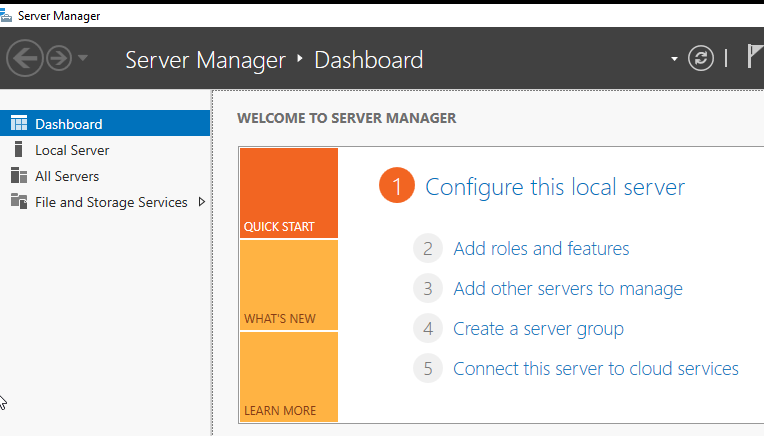 Server Manager
Server Manager ‣ Dashboard
Dashboard
Local Server
All Servers
File and Storage Services
WELCOME TO SERVER MANAGER
QUICK START
WHAT'S NEW
LEARN MORE
1 Configure this local server
2 Add roles and features
3 Add other servers to manage
4 Create a server group
5 Connect this server to cloud services